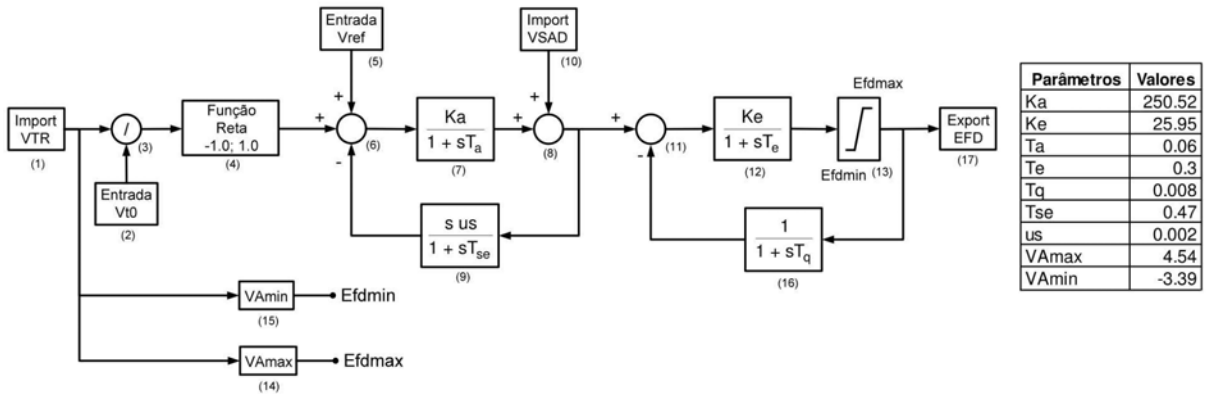 Import
VTR
(1)
/
(3)
Entrada
Vt0
(2)
Função
Reta
-1.0; 1.0
(4)
Entrada
Vref
(5)
+
+
-
(6)
Ka
1 + sTa
(7)
Import
VSAD
(10)
+
+
(8)
s us
1 + sTse
(9)
+
-
(11)
Ke
1 + sTe
(12)
Efdmax
Efdmin
(13)
Export
EFD
(17)
1
1 + sTq
(16)
VAmin
Efdmin
(15)
VAmax
Efdmax
(14)
Parâmetros Valores
Ka 250.52
Ke 25.95
Ta 0.06
Te 0.3
Tq 0.008
Tse 0.47
us 0.002
VAmax 4.54
VAmin -3.39